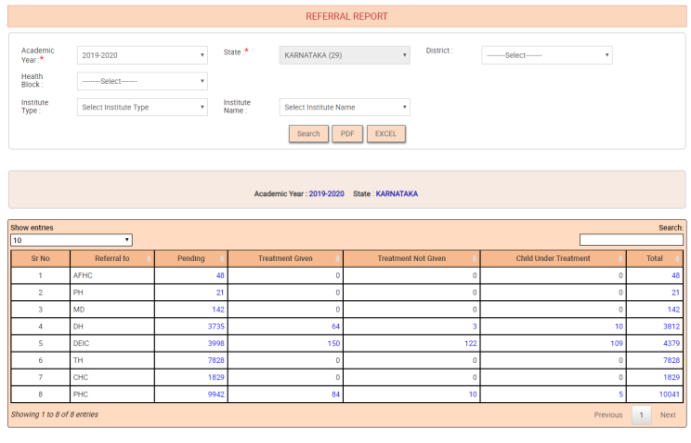 REFERRAL REPORT
Academic Year :* 2019-2020 State :* KARNATAKA (29) District : --------Select-------
Health Block : --------Select-------
Institute Type : Select Institute Type Institute Name : Select Institute Name
Search PDF EXCEL
Academic Year : 2019-2020 State : KARNATAKA
Show entries Search:
10
Sr No Referral to Pending Treatment Given Treatment Not Given Child Under Treatment Total
1 AFHC 48 0 0 0 48
2 PH 21 0 0 0 21
3 MD 142 0 0 0 142
4 DH 3735 64 3 10 3812
5 DEIC 3998 150 122 109 4379
6 TH 7828 0 0 0 7828
7 CHC 1829 0 0 0 1829
8 PHC 9942 84 10 5 10041
Showing 1 to 8 of 8 entries Previous 1 Next